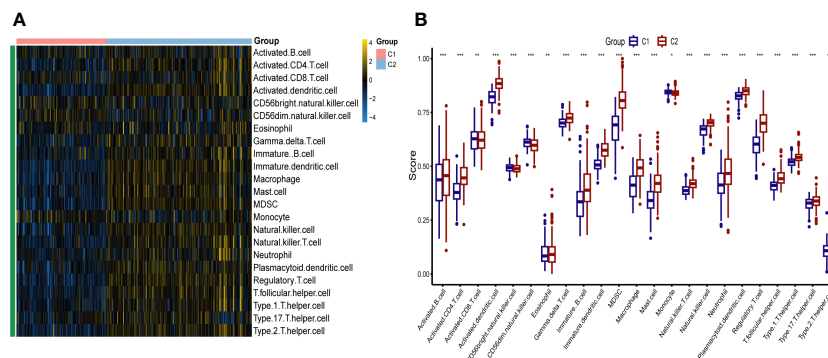 A
B
Group
C1
C2
Activated.B.cell
Activated.CD4.T.cell
Activated.CD8.T.cell
Activated.dendritic.cell
CD56bright.natural.killer.cell
CD56dim.natural.killer.cell
Eosinophil
Gamma.delta.T.cell
Immature..B.cell
Immature.dendritic.cell
Macrophage
Mast.cell
MDSC
Monocyte
Natural.killer.cell
Natural.killer.T.cell
Neutrophil
Plasmacytoid.dendritic.cell
Regulatory.T.cell
T.follicular.helper.cell
Type.1.T.helper.cell
Type.17.T.helper.cell
Type.2.T.helper.cell
Group
4
2
0
-2
-4
Group C1 C2
Score
1.00
0.75
0.50
0.25
0.00
Activated.B.cell
Activated.CD4.T.cell
Activated.CD8.T.cell
Activated.dendritic.cell
CD56bright.natural.killer.cell
CD56dim.natural.killer.cell
Eosinophil
Gamma.delta.T.cell
Immature..B.cell
Immature.dendritic.cell
MDSC
Macrophage
Mast.cell
Monocyte
Natural.killer.T.cell
Natural.killer.cell
Neutrophil
Plasmacytoid.dendritic.cell
Regulatory.T.cell
T.follicular.helper.cell
Type.1.T.helper.cell
Type.17.T.helper.cell